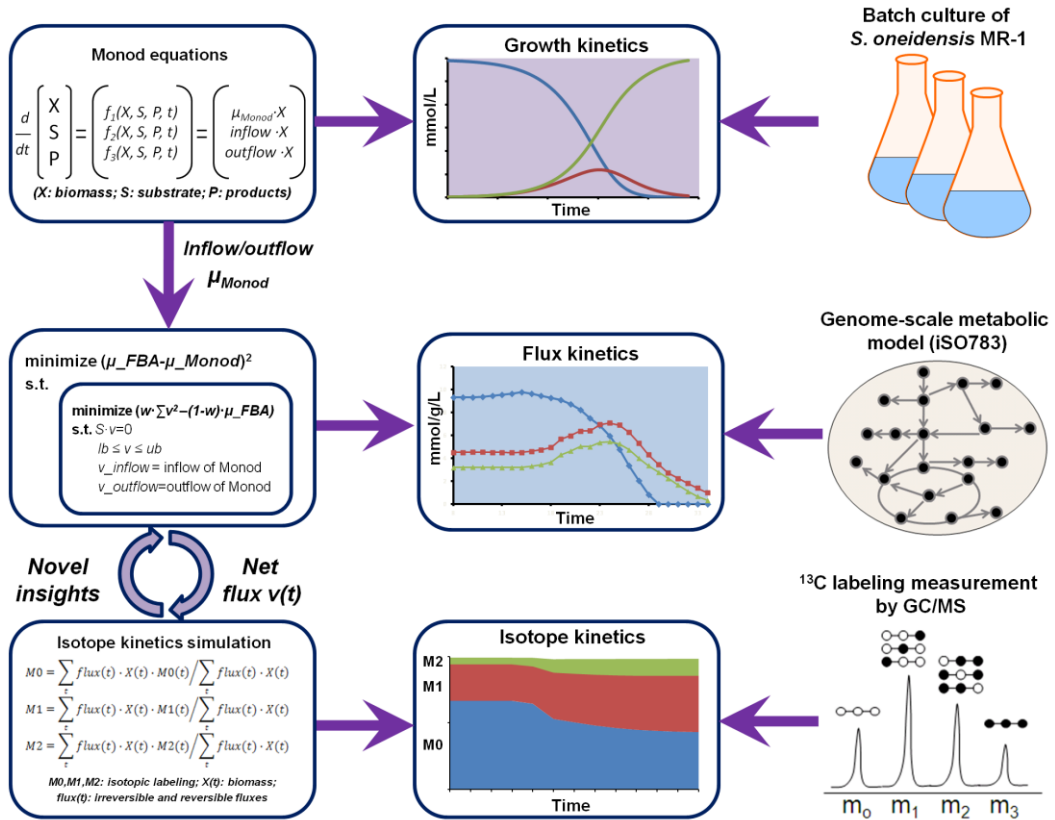 Monod equations
d
dt
X
S
P
=
f1(X, S, P, t)
f2(X, S, P, t)
f3(X, S, P, t)
=
μMonod·X
inflow ·X
outflow ·X
(X: biomass; S: substrate; P: products)
Growth kinetics
mmol/L
Time
Batch culture of
S. oneidensis MR-1
Inflow/outflow
μMonod
minimize (μ_FBA-μ_Monod)²
s.t.
minimize (w·∑v²–(1-w)·μ_FBA)
s.t. S·v=0
lb ≤ v ≤ ub
v_inflow = inflow of Monod
v_outflow=outflow of Monod
Flux kinetics
mmol/g/L
Time
Genome-scale metabolic
model (iSO783)
Novel
insights
Net
flux v(t)
Isotope kinetics simulation
M0 = ∑t flux(t) · X(t) · M0(t)/∑t flux(t) · X(t)
M1 = ∑t flux(t) · X(t) · M1(t)/∑t flux(t) · X(t)
M2 = ∑t flux(t) · X(t) · M2(t)/∑t flux(t) · X(t)
M0,M1,M2: isotopic labeling; X(t): biomass;
flux(t): irreversible and reversible fluxes
Isotope kinetics
M2
M1
M0
Time
¹³C labeling measurement
by GC/MS
mo m1 m2 m3